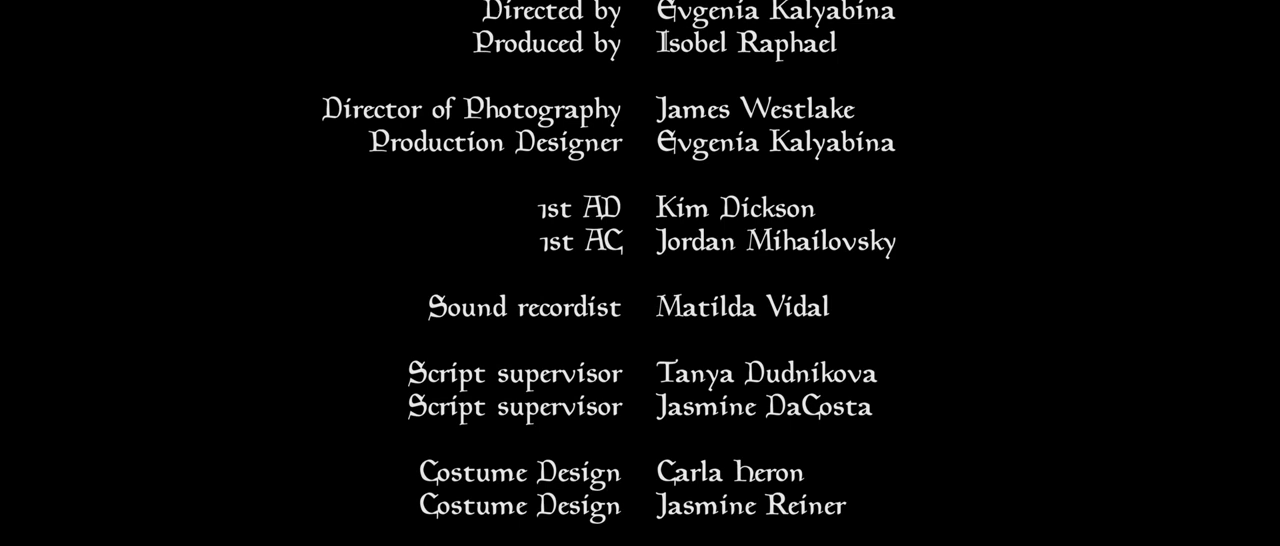 Directed by Evgenia Kalyabina
Produced by Isobel Raphael
Director of Photography James Westlake
Production Designer Evgenia Kalyabina
1st AD Kim Dickson
1st AC Jordan Mihailovsky
Sound recordist Matilda Vidal
Script supervisor Tanya Dudnikova
Script supervisor Jasmine DaCosta
Costume Design Carla Heron
Costume Design Jasmine Reiner